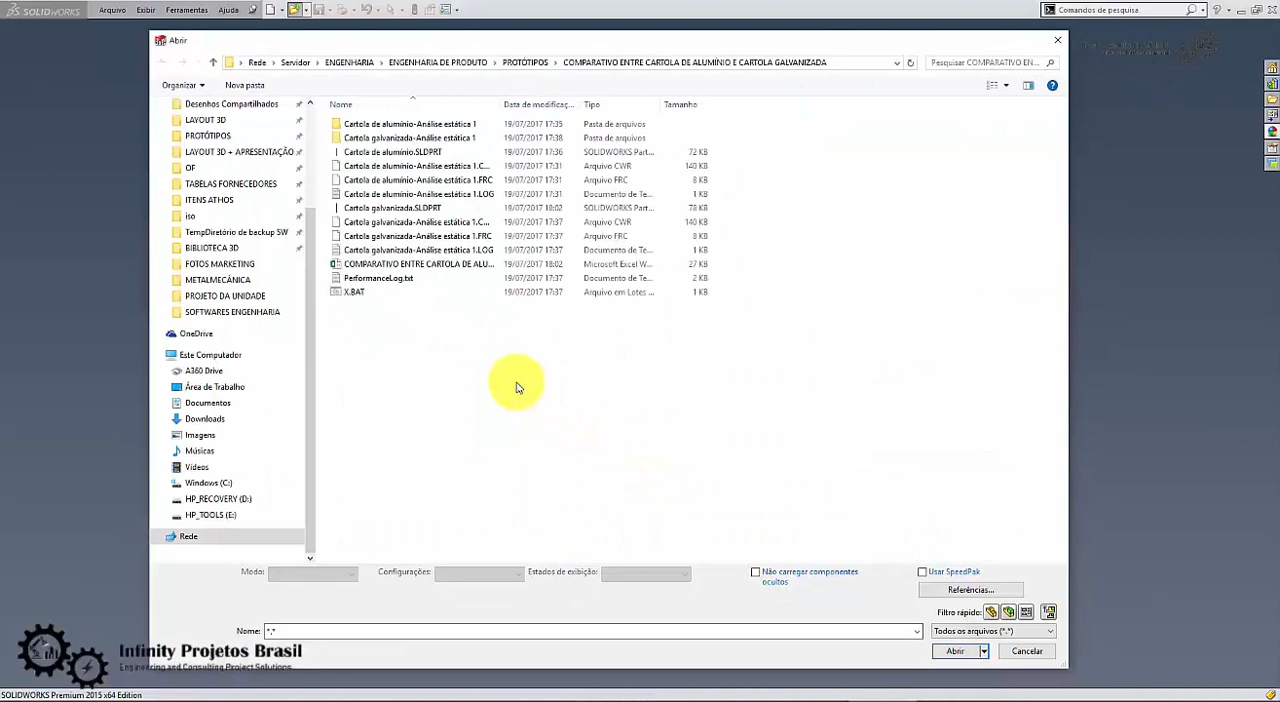 SOLIDWORKS Arquivo Exibir Ferramentas Ajuda
Comandos de pesquisa
Abrir
Rede Servidor ENGENHARIA ENGENHARIA DE PRODUTO PROTÓTIPOS COMPARATIVO ENTRE CARTOLA DE ALUMÍNIO E CARTOLA GALVANIZADA
Pesquisar COMPARATIVO EN...
Organizar Nova pasta
Desenhos Compartilhados
LAYOUT 3D
PROTÓTIPOS
LAYOUT 3D + APRESENTAÇÃO
OF
TABELAS FORNECEDORES
ITENS ATHOS
iso
TempDiretório de backup SW
BIBLIOTECA 3D
FOTOS MARKETING
METALMECÂNICA
PROJETO DA UNIDADE
SOFTWARES ENGENHARIA
OneDrive
Este Computador
A360 Drive
Área de Trabalho
Documentos
Downloads
Imagens
Músicas
Vídeos
Windows (C:)
HP_RECOVERY (D:)
HP_TOOLS (E:)
Rede
Nome Data de modificaç... Tipo Tamanho
Cartola de alumínio-Análise estática 1 19/07/2017 17:35 Pasta de arquivos
Cartola galvanizada-Análise estática 1 19/07/2017 17:38 Pasta de arquivos
Cartola de alumínio.SLDPRT 19/07/2017 17:36 SOLIDWORKS Part... 72 KB
Cartola de alumínio-Análise estática 1.C... 19/07/2017 17:31 Arquivo CWR 140 KB
Cartola de alumínio-Análise estática 1.FRC 19/07/2017 17:31 Arquivo FRC 8 KB
Cartola de alumínio-Análise estática 1.LOG 19/07/2017 17:31 Documento de Te... 1 KB
Cartola galvanizada.SLDPRT 19/07/2017 18:02 SOLIDWORKS Part... 78 KB
Cartola galvanizada-Análise estática 1.C... 19/07/2017 17:37 Arquivo CWR 140 KB
Cartola galvanizada-Análise estática 1.FRC 19/07/2017 17:37 Arquivo FRC 8 KB
Cartola galvanizada-Análise estática 1.LOG 19/07/2017 17:37 Documento de Te... 1 KB
COMPARATIVO ENTRE CARTOLA DE ALU... 19/07/2017 18:02 Microsoft Excel W... 27 KB
PerformanceLog.txt 19/07/2017 17:37 Documento de Te... 2 KB
X.BAT 19/07/2017 17:37 Arquivo em Lotes ... 1 KB
Modo: Configurações: Estados de exibição:
Não carregar componentes ocultos
Usar SpeedPak
Referências...
Filtro rápido:
Nome: *.* Todos os arquivos (*.*)
Abrir Cancelar
Infinity Projetos Brasil
Engineering and Consulting Project Solutions...
SOLIDWORKS Premium 2015 x64 Edition